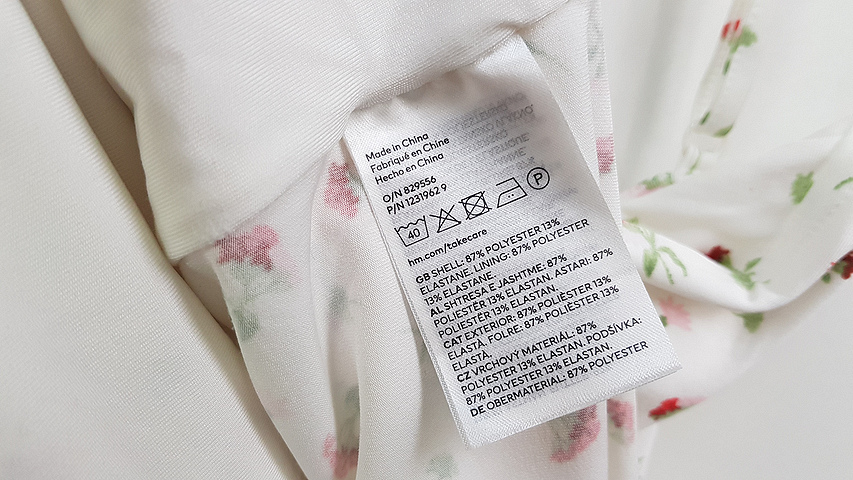 Made in China
Fabriqué en Chine
Hecho en China
O/N 829556
P/N 1231962 9
40
P
hm.com/takecare
GB SHELL: 87% POLYESTER 13%
ELASTANE. LINING: 87% POLYESTER
13% ELASTANE.
AL SHTRESA E JASHTME: 87%
POLIESTËR 13% ELASTAN. ASTARI: 87%
POLIESTËR 13% ELASTAN.
CAT EXTERIOR: 87% POLIÈSTER 13%
ELASTÀ. FOLRE: 87% POLIÈSTER 13%
ELASTÀ.
CZ VRCHOVÝ MATERIÁL: 87%
POLYESTER 13% ELASTAN. PODŠÍVKA:
87% POLYESTER 13% ELASTAN.
DE OBERMATERIAL: 87% POLYESTER